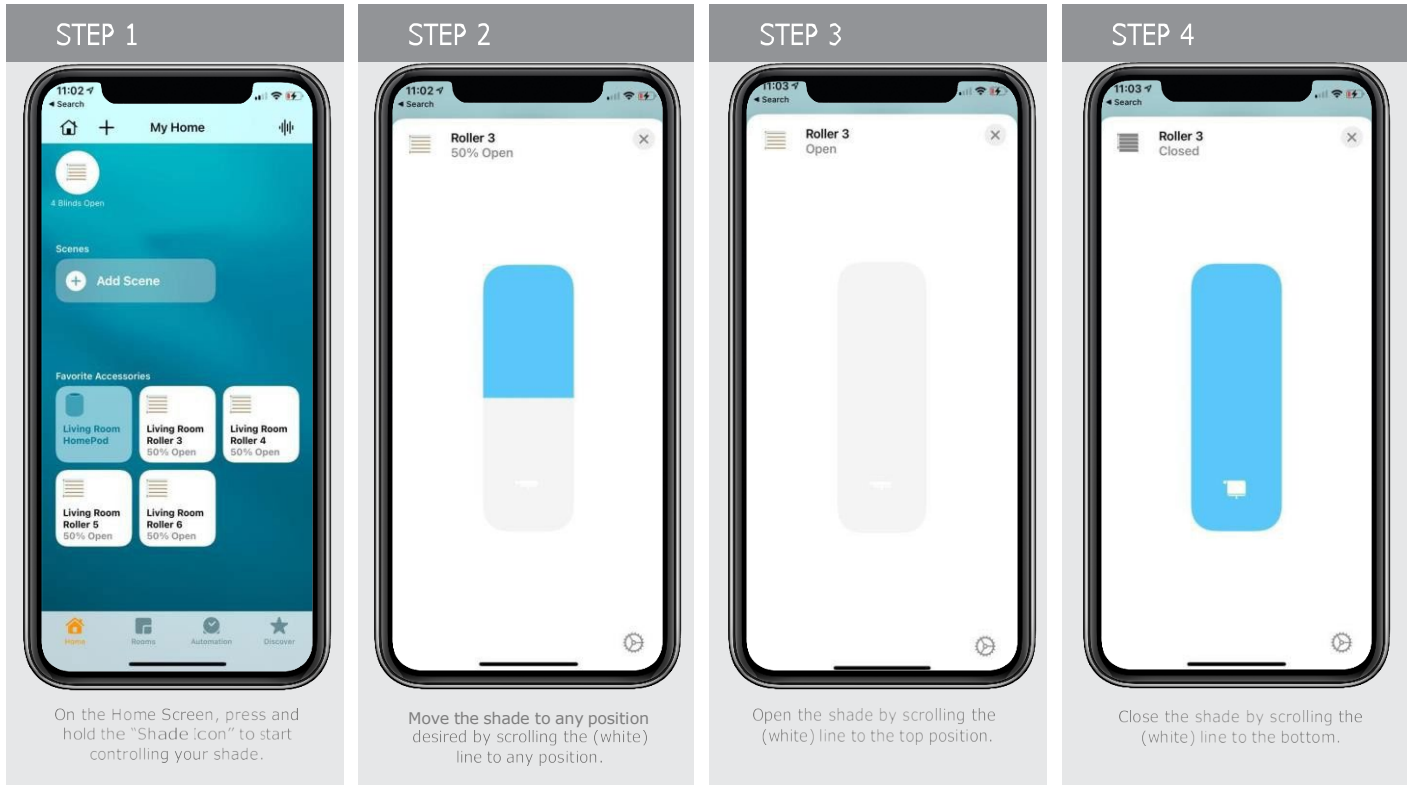 STEP 1
11:02
Search
My Home
4 Blinds Open
Scenes
Add Scene
Favorite Accessories
Living Room
HomePod
Living Room
Roller 3
50% Open
Living Room
Roller 4
50% Open
Living Room
Roller 5
50% Open
Living Room
Roller 6
50% Open
Home
Rooms
Automation
Discover
On the Home Screen, press and
hold the “Shade Icon” to start
controlling your shade.
STEP 2
11:02
Search
Roller 3
50% Open
Move the shade to any position
desired by scrolling the (white)
line to any position.
STEP 3
11:03
Search
Roller 3
Open
Open the shade by scrolling the
(white) line to the top position.
STEP 4
11:03
Search
Roller 3
Closed
Close the shade by scrolling the
(white) line to the bottom.